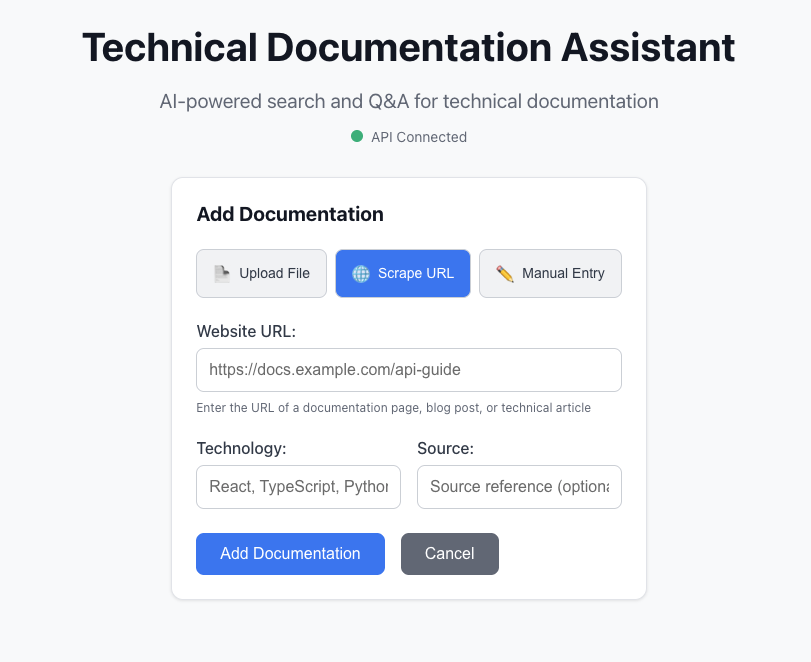 Technical Documentation Assistant
AI-powered search and Q&A for technical documentation
API Connected
Add Documentation
Upload File
Scrape URL
Manual Entry
Website URL:
https://docs.example.com/api-guide
Enter the URL of a documentation page, blog post, or technical article
Technology:
Source:
React, TypeScript, Python
Source reference (optiona
Add Documentation
Cancel